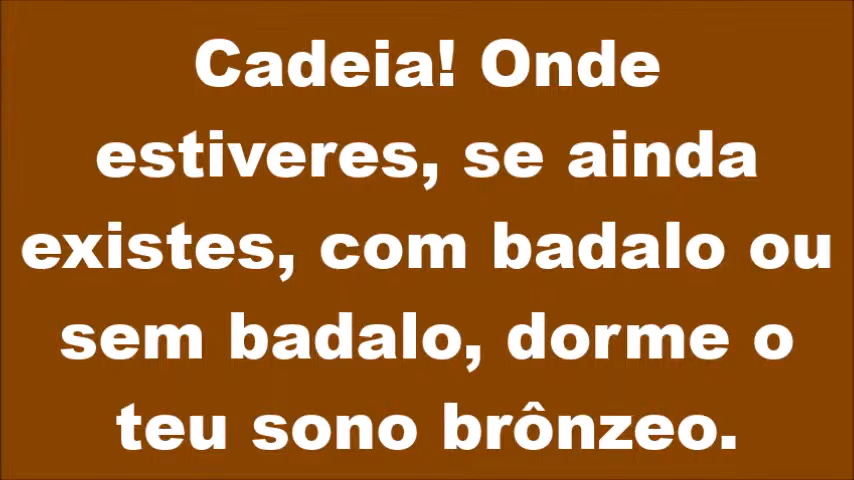 Cadeia! Onde
estiveres, se ainda
existes, com badalo ou
sem badalo, dorme o
teu sono brônzeo.